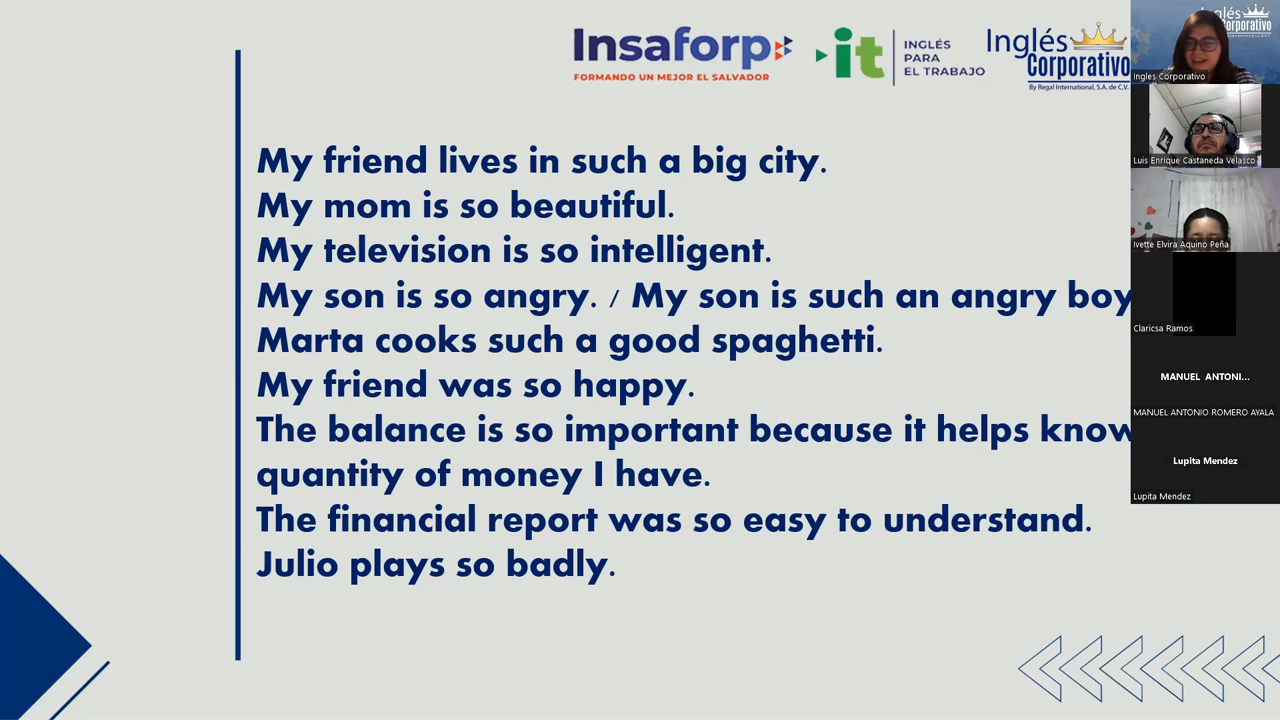 Insaforp
FORMANDO UN MEJOR EL SALVADOR
it
INGLÉS
PARA
EL TRABAJO
Inglés
Corporativo
By Regal International, S.A. de C.V.
My friend lives in such a big city.
My mom is so beautiful.
My television is so intelligent.
My son is so angry. / My son is such an angry boy
Marta cooks such a good spaghetti.
My friend was so happy.
The balance is so important because it helps know
quantity of money I have.
The financial report was so easy to understand.
Julio plays so badly.
Ingles Corporativo
Luis Enrique Castaneda Velasco
Ivette Elvira Aquino Peña
Claricsa Ramos
MANUEL ANTONI...
MANUEL ANTONIO ROMERO AYALA
Lupita Mendez
Lupita Mendez